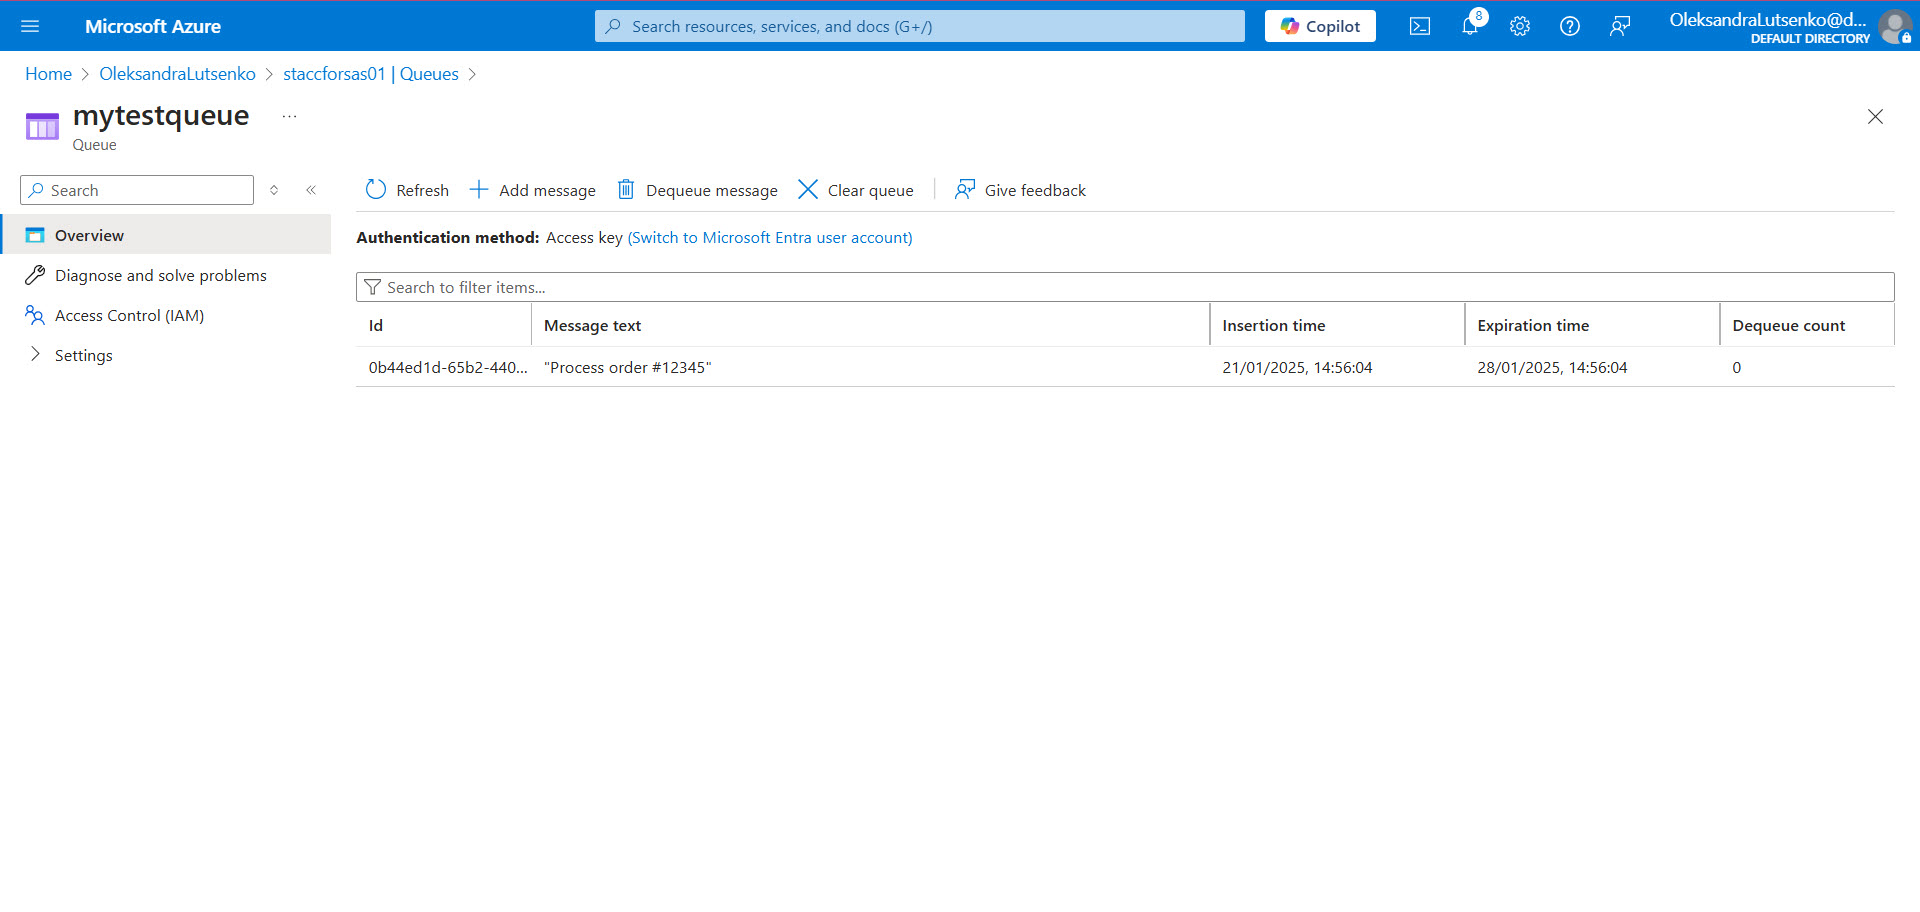 Microsoft Azure
Search resources, services, and docs (G+/)
Copilot
8
OleksandraLutsenko@d...
DEFAULT DIRECTORY
Home > OleksandraLutsenko > staccforsas01 | Queues >
mytestqueue ...
Queue
Search
Refresh Add message Dequeue message Clear queue Give feedback
Overview
Diagnose and solve problems
Access Control (IAM)
Settings
Authentication method: Access key (Switch to Microsoft Entra user account)
Search to filter items...
Id Message text Insertion time Expiration time Dequeue count
0b44ed1d-65b2-440... "Process order #12345" 21/01/2025, 14:56:04 28/01/2025, 14:56:04 0